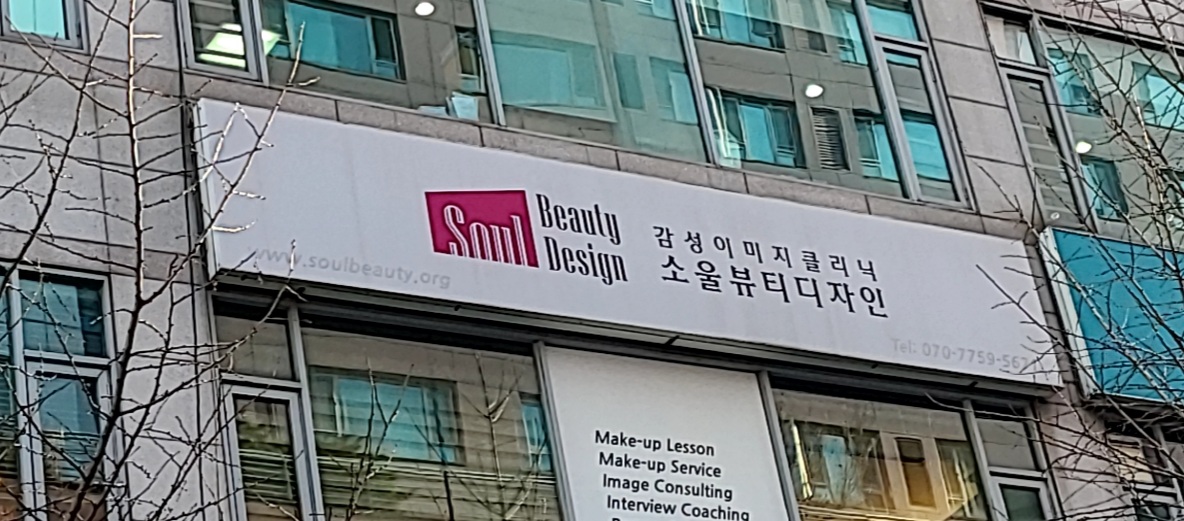 Soul
Beauty
Design
감성이미지클리닉
소울뷰티디자인
www.soulbeauty.org
Tel:
Make-up Lesson
Make-up Service
Image Consulting
Interview Coaching